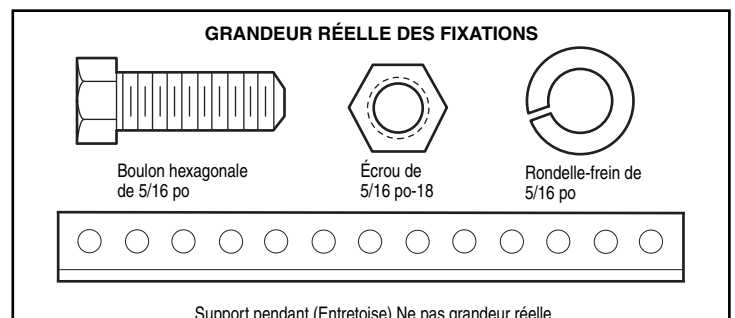 GRANDEUR RÉELLE DES FIXATIONS
Boulon hexagonale
de 5/16 po
Écrou de
5/16 po-18
Rondelle-frein de
5/16 po
Support pendant (Entretoise) Ne pas grandeur réelle